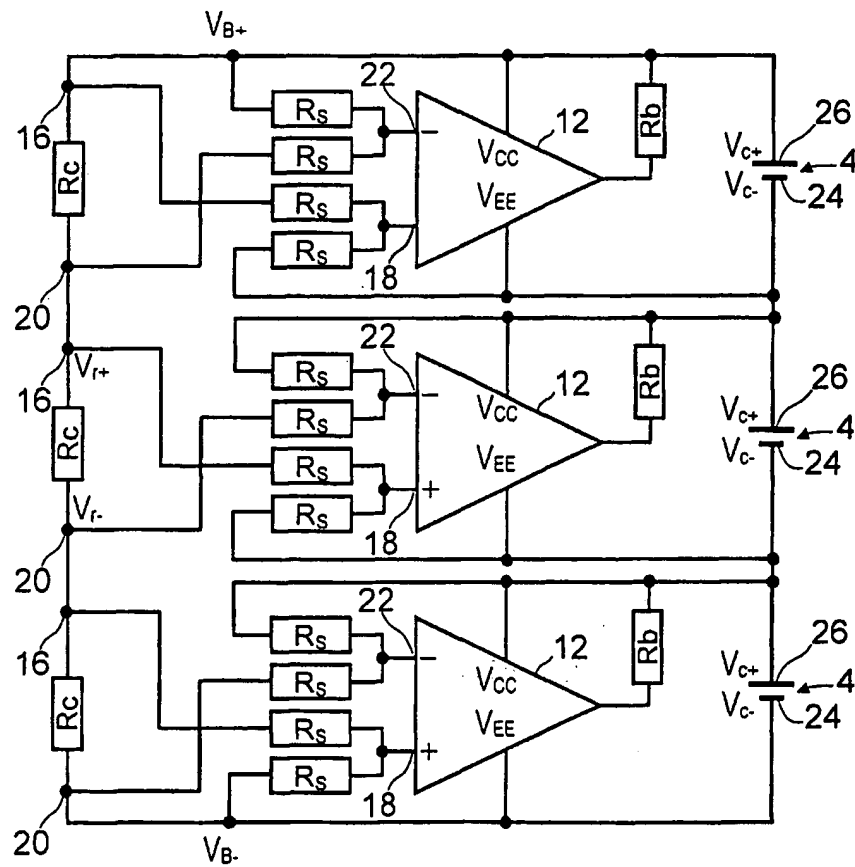 VB+
22
16
Rs
12
Rb
26
−
Rs
Rc
VCC
Vc+
4
Rs
VEE
Vc-
24
Rs
18
20
22
Rs
12
Rb
Vr+
−
26
16
Rs
VCC
Vc+
4
Rc
Rs
VEE
Vc-
24
+
Vr-
Rs
18
20
22
Rs
12
Rb
26
16
−
Rs
VCC
Vc+
4
Rc
Rs
VEE
Vc-
24
+
Rs
18
20
VB-